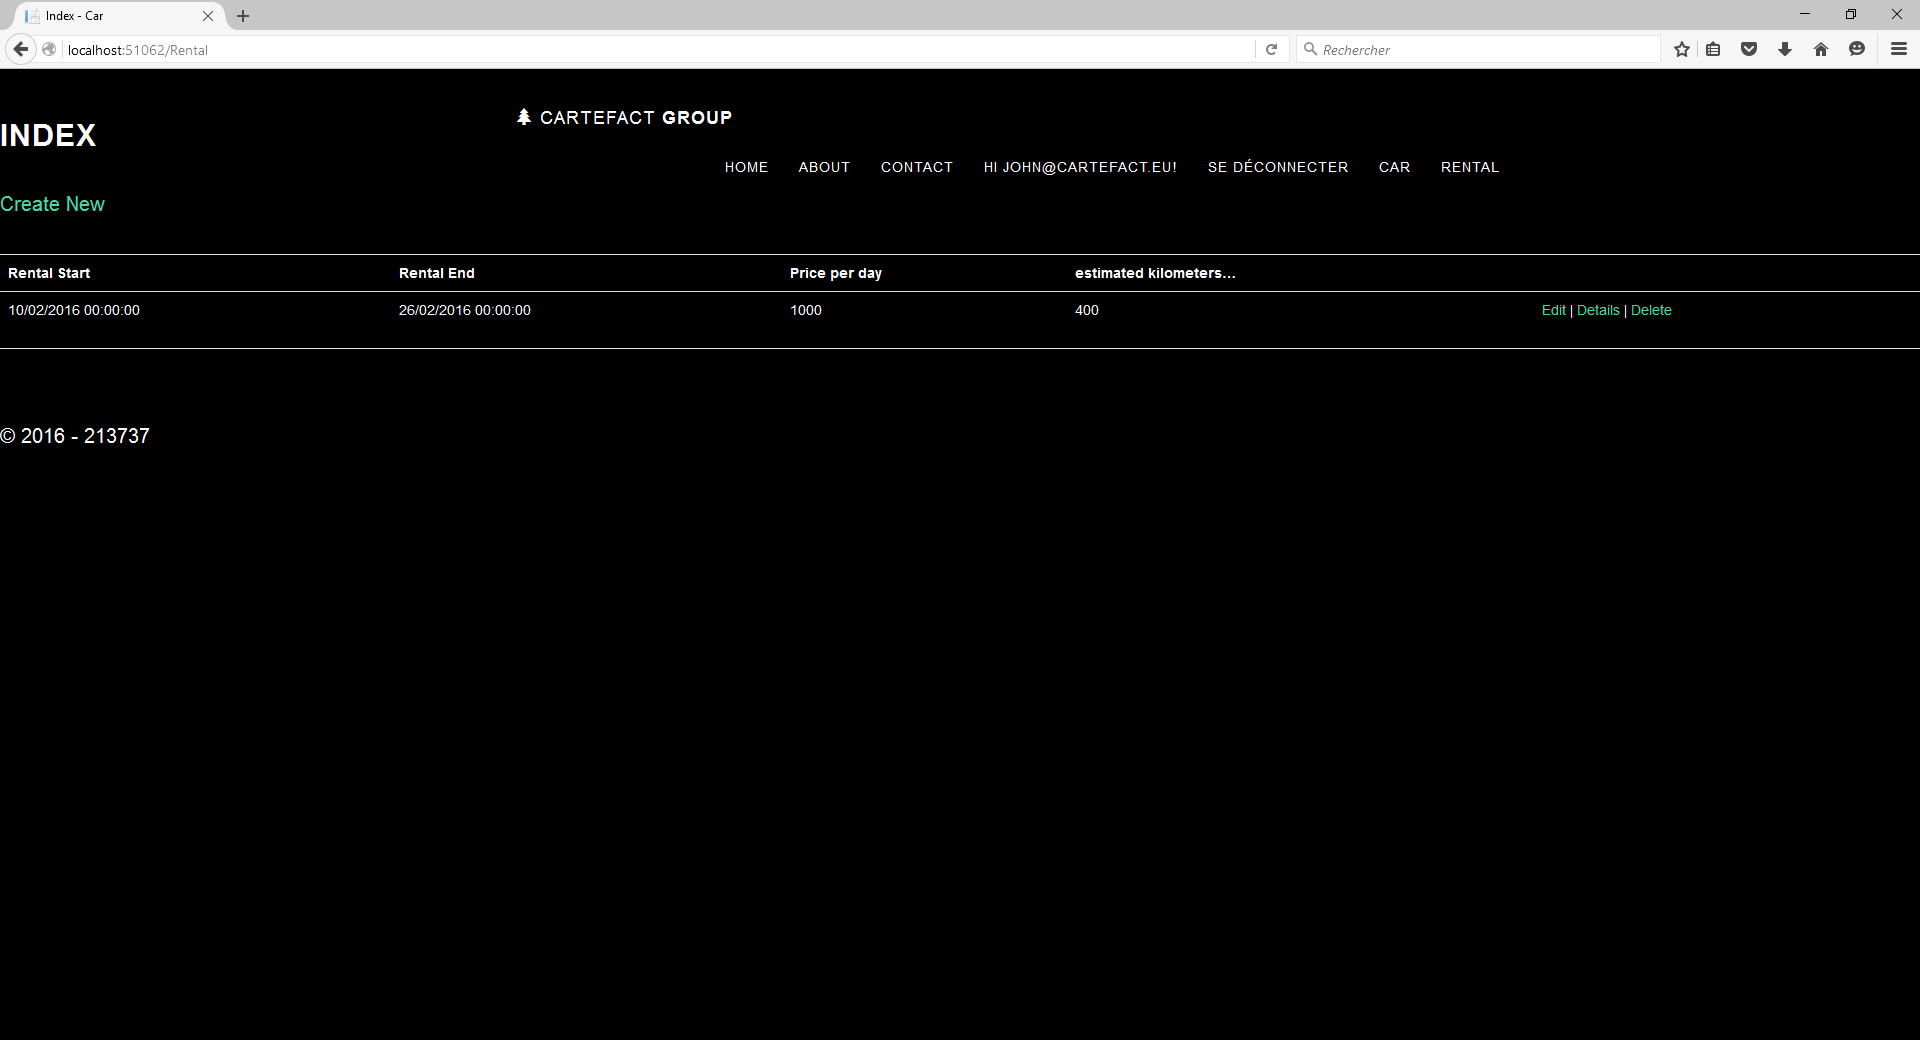 Index - Car
localhost:51062/Rental
Rechercher
CARTEFACT GROUP
INDEX
HOME ABOUT CONTACT HI JOHN@CARTEFACT.EU! SE DÉCONNECTER CAR RENTAL
Create New
Rental Start Rental End Price per day estimated kilometers...
10/02/2016 00:00:00 26/02/2016 00:00:00 1000 400 Edit | Details | Delete
© 2016 - 213737